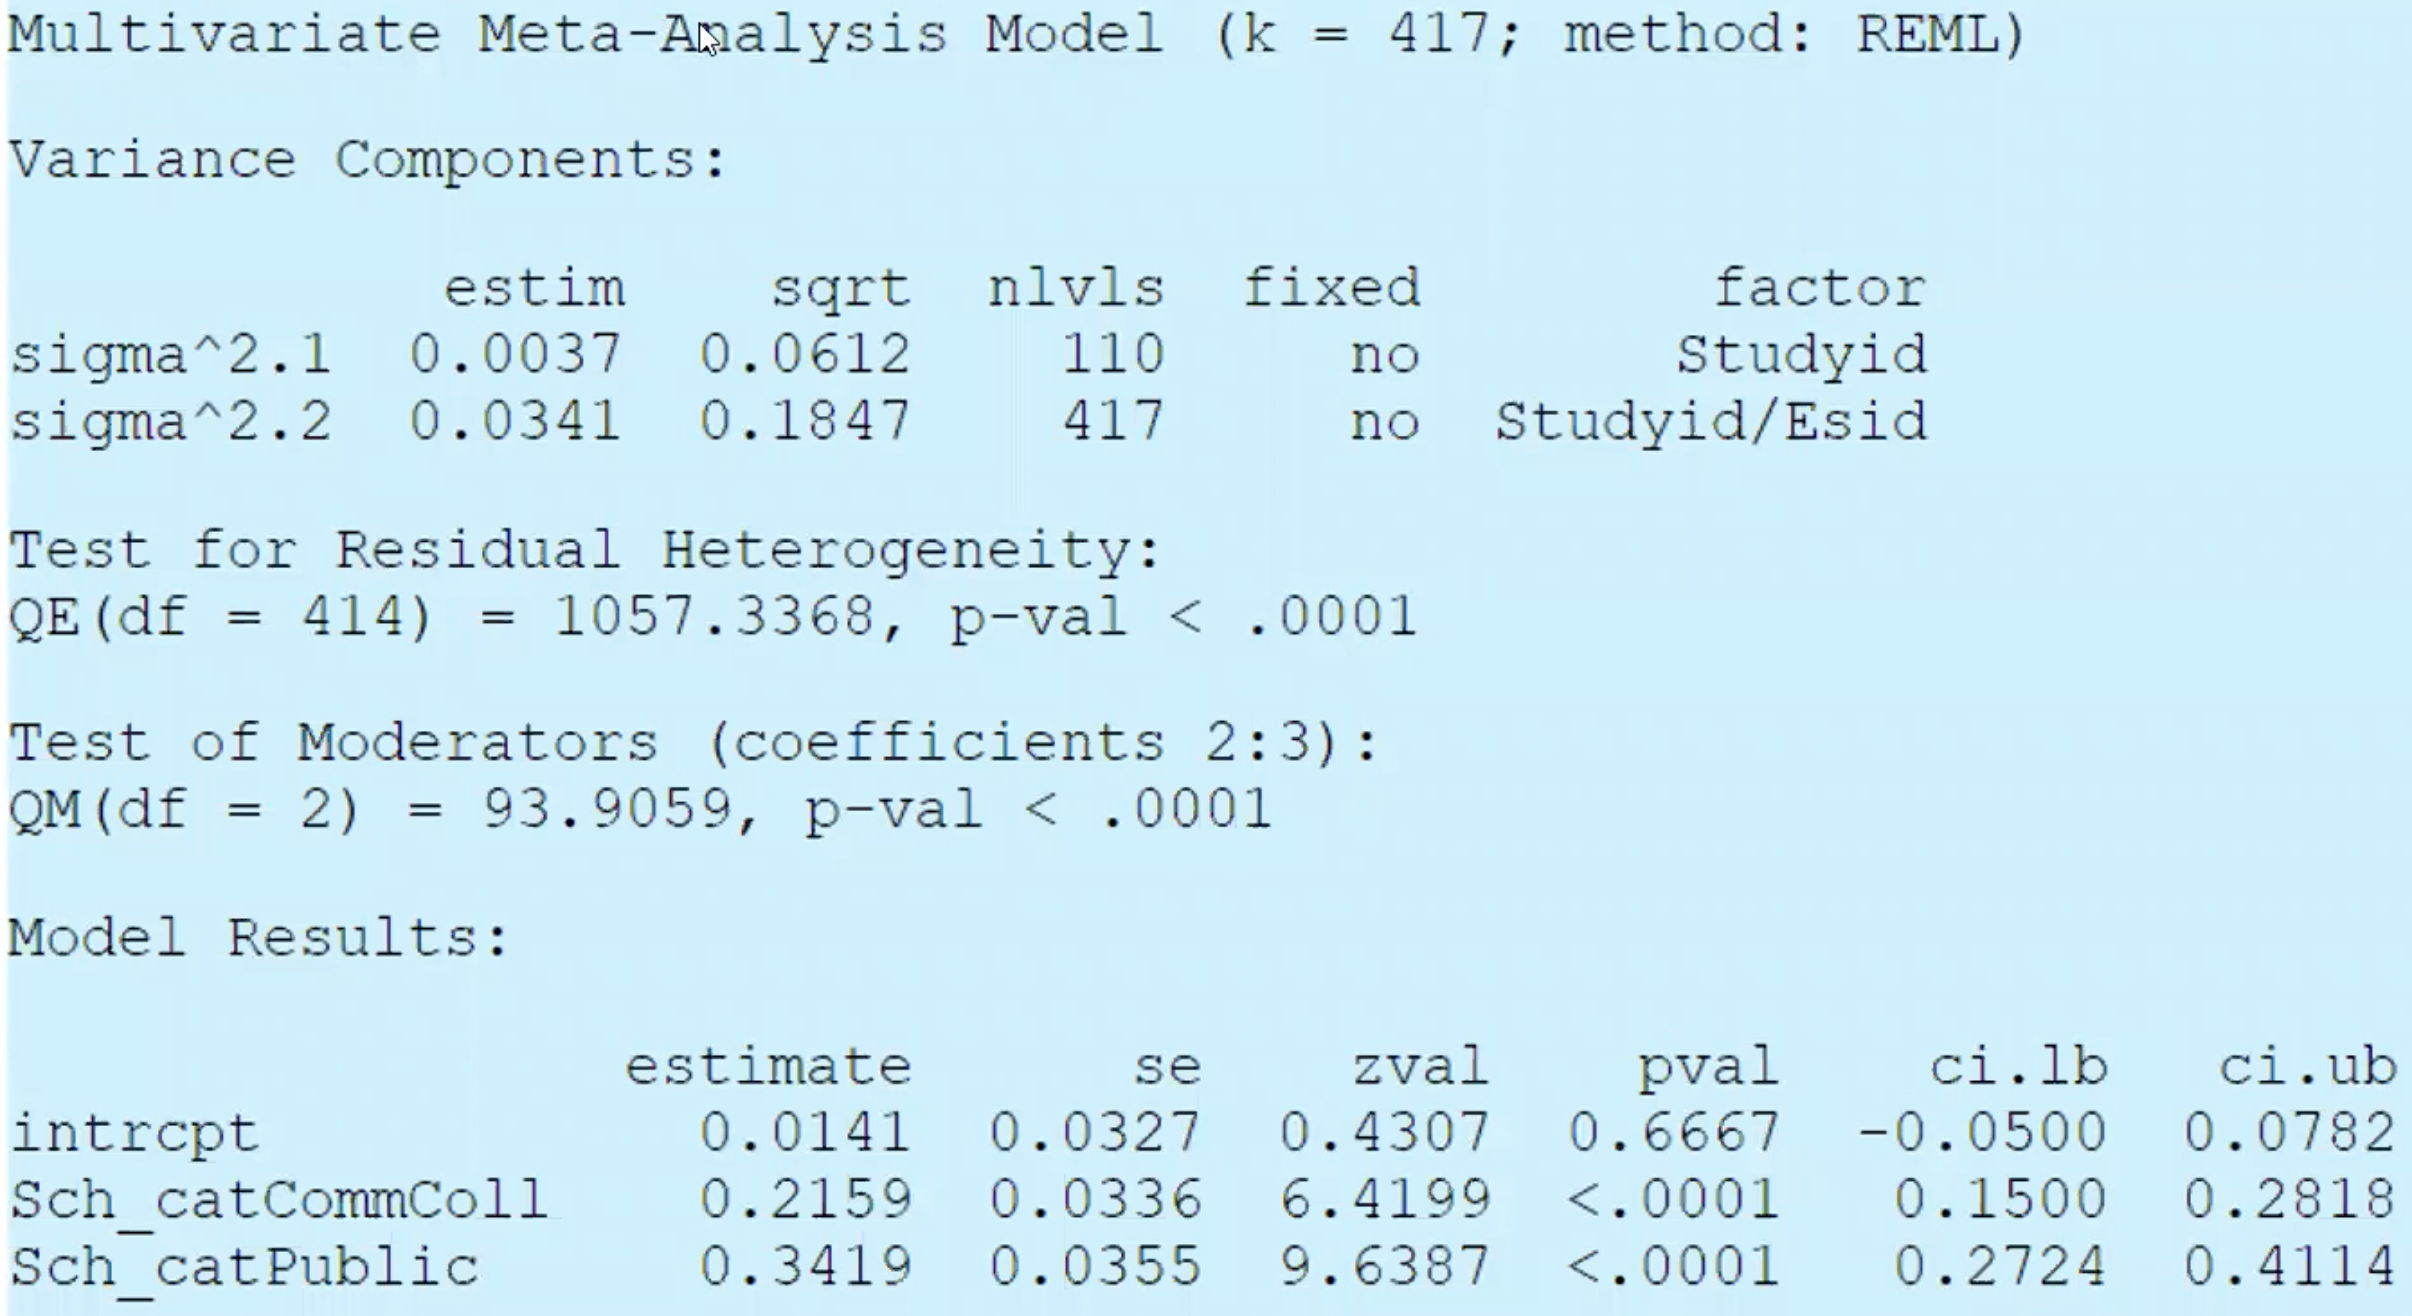 Multivariate Meta-Analysis Model (k = 417; method: REML)
Variance Components:
estim sqrt nlvls fixed factor
sigma^2.1 0.0037 0.0612 110 no Studyid
sigma^2.2 0.0341 0.1847 417 no Studyid/Esid
Test for Residual Heterogeneity:
QE(df = 414) = 1057.3368, p-val < .0001
Test of Moderators (coefficients 2:3):
QM(df = 2) = 93.9059, p-val < .0001
Model Results:
estimate se zval pval ci.lb ci.ub
intrcpt 0.0141 0.0327 0.4307 0.6667 -0.0500 0.0782
Sch_catCommColl 0.2159 0.0336 6.4199 <.0001 0.1500 0.2818
Sch_catPublic 0.3419 0.0355 9.6387 <.0001 0.2724 0.4114